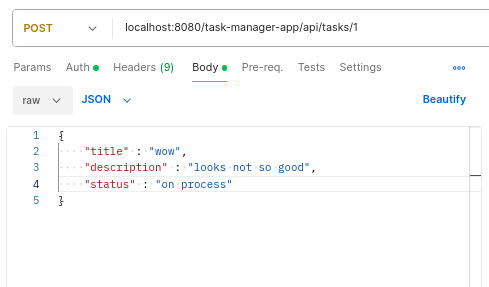 POST localhost:8080/task-manager-app/api/tasks/1
Params Auth Headers (9) Body Pre-req. Tests Settings
raw JSON Beautify
1 {
2 "title" : "wow",
3 "description" : "looks not so good",
4 "status" : "on process"
5 }